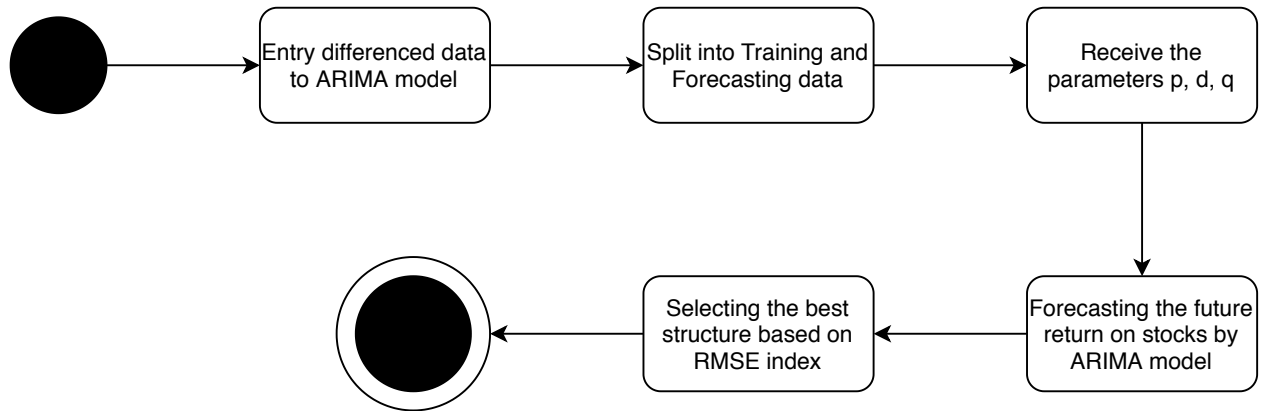 Entry differenced data
to ARIMA model
Split into Training and
Forecasting data
Receive the
parameters p, d, q
Forecasting the future
return on stocks by
ARIMA model
Selecting the best
structure based on
RMSE index